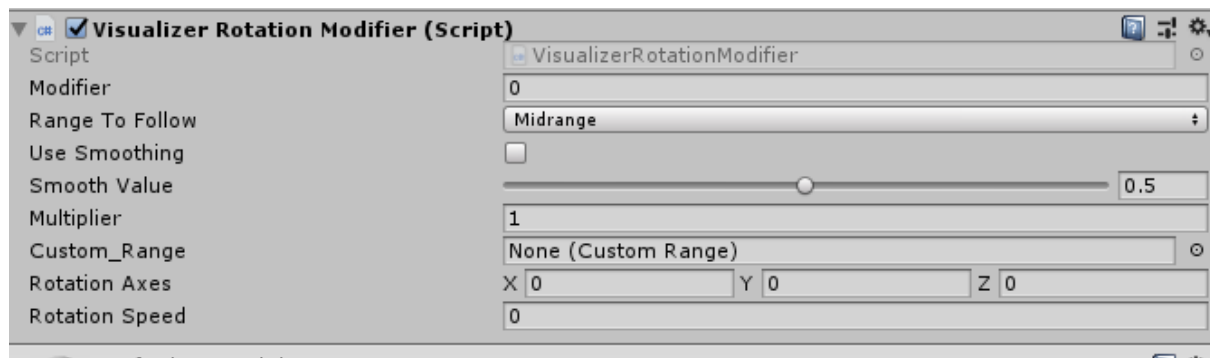 Visualizer Rotation Modifier (Script)
Script VisualizerRotationModifier
Modifier 0
Range To Follow Midrange
Use Smoothing
Smooth Value 0.5
Multiplier 1
Custom_Range None (Custom Range)
Rotation Axes X 0 Y 0 Z 0
Rotation Speed 0